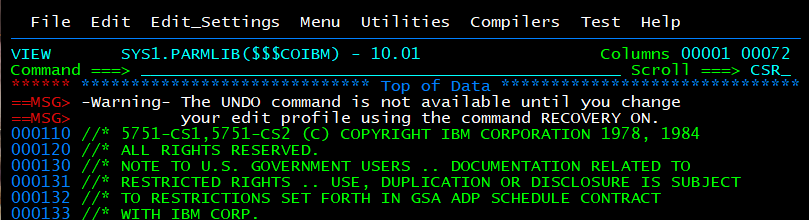 File  Edit  Edit_Settings  Menu  Utilities  Compilers  Test  Help
VIEW       SYS1.PARMLIB($$$COIBM) - 10.01                  Columns 00001 00072
Command ===>                                                  Scroll ===> CSR
****** ***************************** Top of Data ******************************
==MSG> -Warning- The UNDO command is not available until you change
==MSG>           your edit profile using the command RECOVERY ON.
000110 //* 5751-CS1,5751-CS2 (C) COPYRIGHT IBM CORPORATION 1978, 1984
000120 //* ALL RIGHTS RESERVED.
000130 //* NOTE TO U.S. GOVERNMENT USERS .. DOCUMENTATION RELATED TO
000131 //* RESTRICTED RIGHTS .. USE, DUPLICATION OR DISCLOSURE IS SUBJECT
000132 //* TO RESTRICTIONS SET FORTH IN GSA ADP SCHEDULE CONTRACT
000133 //* WITH IBM CORP.